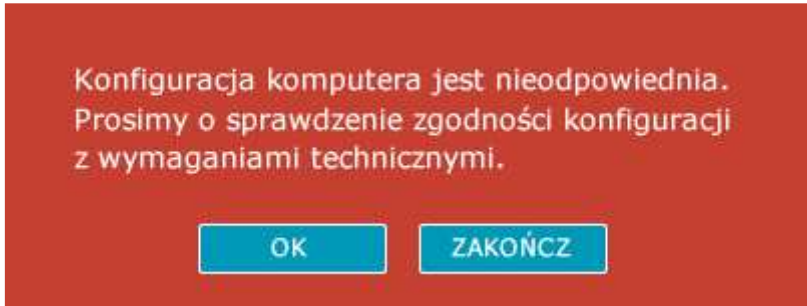 Konfiguracja komputera jest nieodpowiednia.
Prosimy o sprawdzenie zgodności konfiguracji
z wymaganiami technicznymi.
OK
ZAKOŃCZ